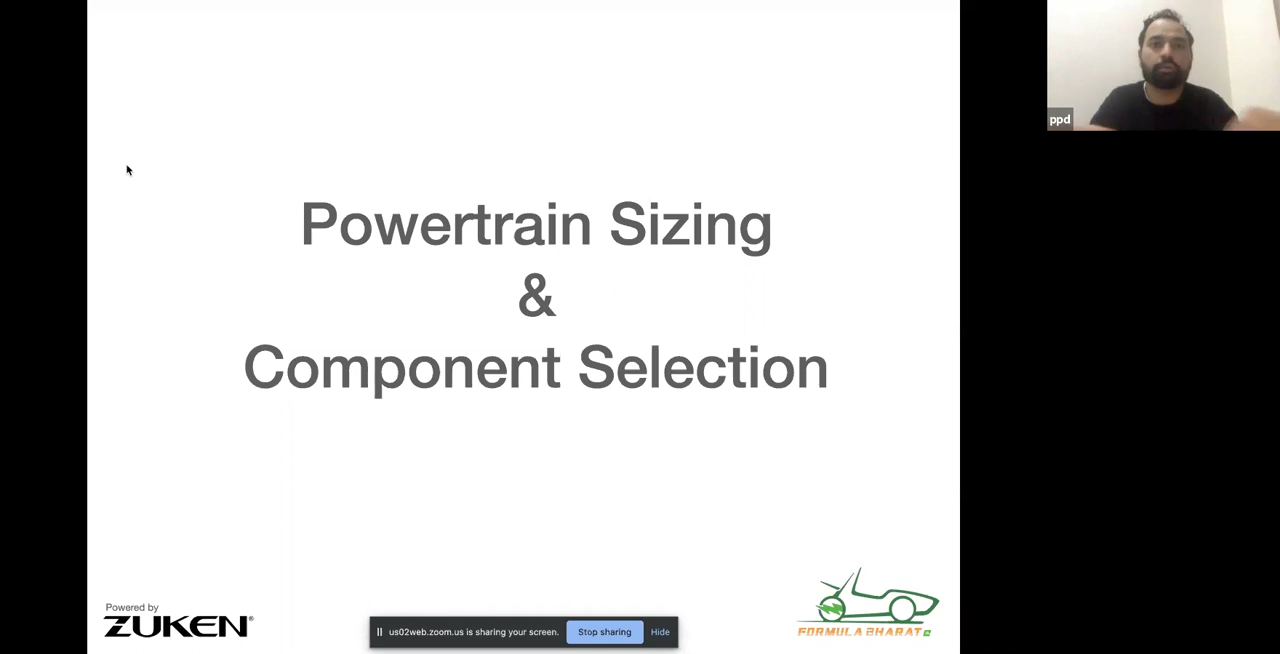 ppd
Powertrain Sizing
&
Component Selection
Powered by
ZUKEN®
us02web.zoom.us is sharing your screen.
Stop sharing
Hide
FORMULA BHARAT e